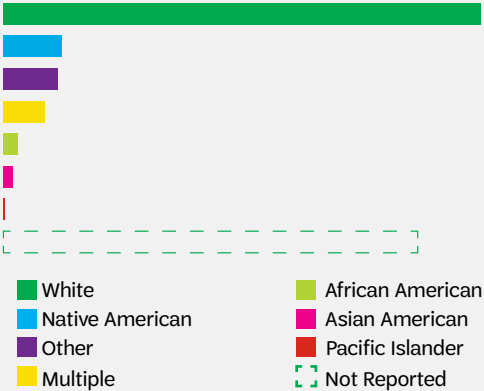 White
Native American
Other
Multiple
African American
Asian American
Pacific Islander
Not Reported